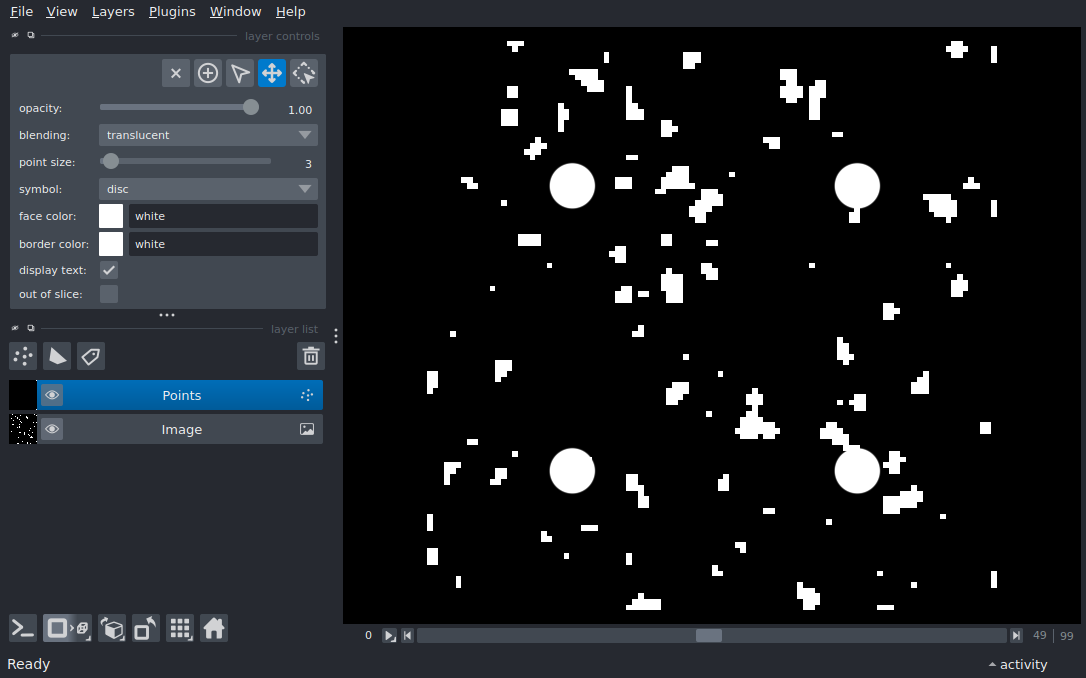 File View Layers Plugins Window Help
layer controls
opacity: 1.00
blending: translucent
point size: 3
symbol: disc
face color: white
border color: white
display text:
out of slice:
layer list
Points
Image
0 49 99
Ready activity